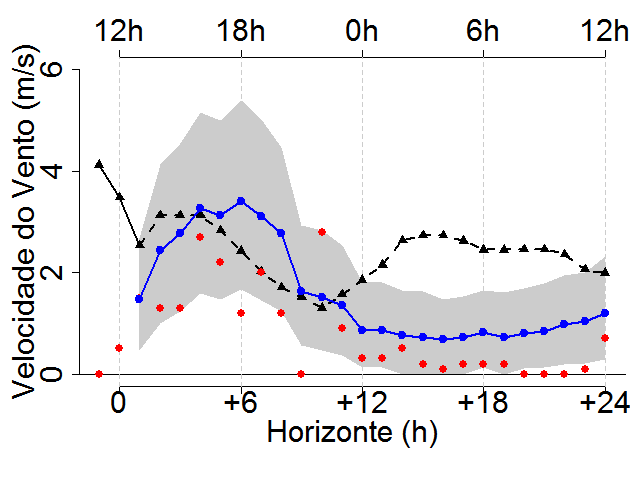 12h 18h 0h 6h 12h
Velocidade do Vento (m/s)
6
4
2
0
0 +6 +12 +18 +24
Horizonte (h)